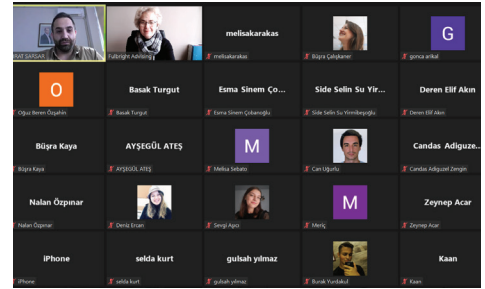 RAT SARSAR
Fulbright Advising
melisakarakas
melisakarakas
Büşra Çalışkaner
G
gonca arikal
O
Oğuz Beren Özşahin
Basak Turgut
Basak Turgut
Esma Sinem Ço...
Esma Sinem Çobanoğlu
Side Selin Su Yir...
Side Selin Su Yirmibeşoğlu
Deren Elif Akın
Deren Elif Akın
Büşra Kaya
Büşra Kaya
AYŞEGÜL ATEŞ
AYŞEGÜL ATEŞ
M
Melisa Sebato
Can Uğurlu
Candas Adiguze...
Candas Adiguzel Zengin
Nalan Özpınar
Nalan Özpınar
Deniz Ercan
Sevgi Apcı
M
Meriç
Zeynep Acar
Zeynep Acar
iPhone
iPhone
selda kurt
selda kurt
gulsah yılmaz
gulsah yılmaz
Burak Yurdakul
Kaan
Kaan